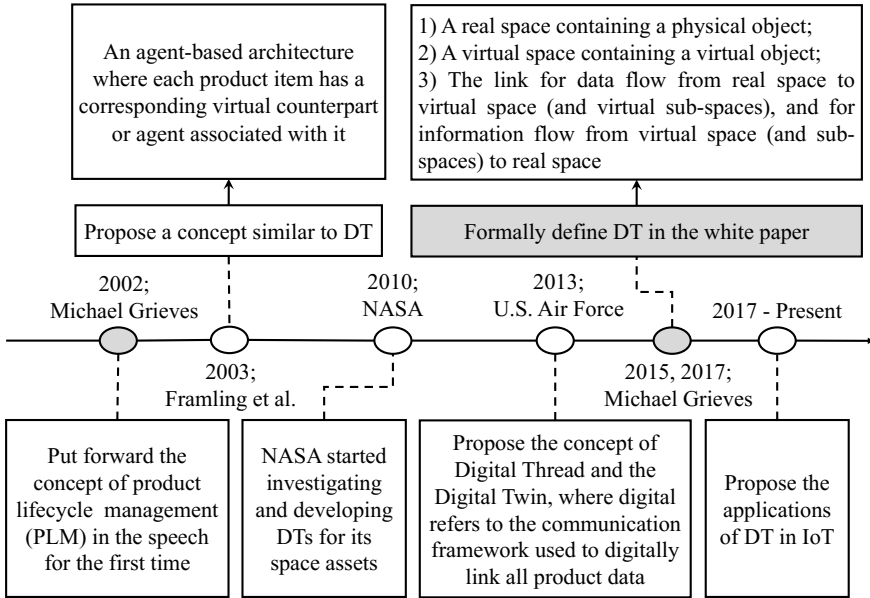 An agent-based architecture
where each product item has a
corresponding virtual counterpart
or agent associated with it
1) A real space containing a physical object;
2) A virtual space containing a virtual object;
3) The link for data flow from real space to
virtual space (and virtual sub-spaces), and for
information flow from virtual space (and sub-
spaces) to real space
Propose a concept similar to DT
Formally define DT in the white paper
2002;
Michael Grieves
2010;
NASA
2013;
U.S. Air Force
2017 - Present
2003;
Framling et al.
2015, 2017;
Michael Grieves
Put forward the
concept of product
lifecycle management
(PLM) in the speech
for the first time
NASA started
investigating
and developing
DTs for its
space assets
Propose the concept of
Digital Thread and the
Digital Twin, where digital
refers to the communication
framework used to digitally
link all product data
Propose the
applications
of DT in IoT